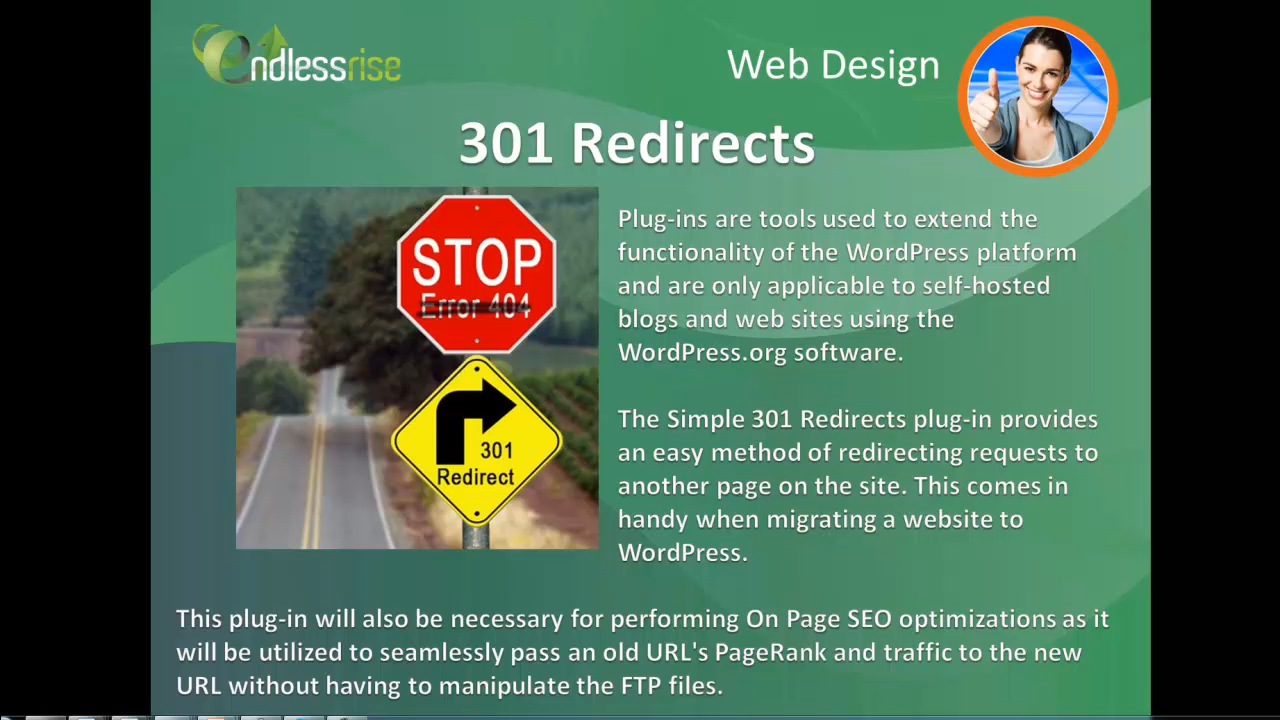 endlessrise
Web Design
301 Redirects
STOP
Error 404
301
Redirect
Plug-ins are tools used to extend the
functionality of the WordPress platform
and are only applicable to self-hosted
blogs and web sites using the
WordPress.org software.
The Simple 301 Redirects plug-in provides
an easy method of redirecting requests to
another page on the site. This comes in
handy when migrating a website to
WordPress.
This plug-in will also be necessary for performing On Page SEO optimizations as it
will be utilized to seamlessly pass an old URL's PageRank and traffic to the new
URL without having to manipulate the FTP files.